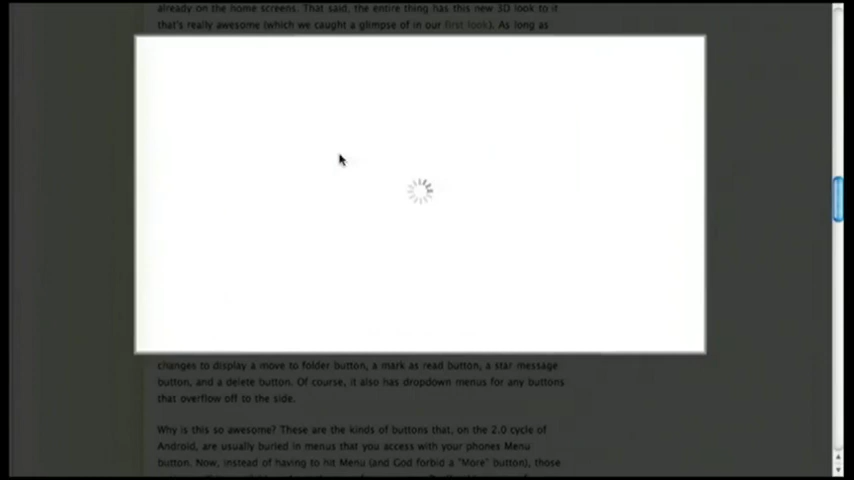 already on the home screens. That said, the entire thing has this new 3D look to it
that's really awesome (which we caught a glimpse of in our first look). As long as
changes to display a move to folder button, a mark as read button, a star message
button, and a delete button. Of course, it also has dropdown menus for any buttons
that overflow off to the side.
Why is this so awesome? These are the kinds of buttons that, on the 2.0 cycle of
Android, are usually buried in menus that you access with your phones Menu
button. Now, instead of having to hit Menu (and God forbid a "More" button), those